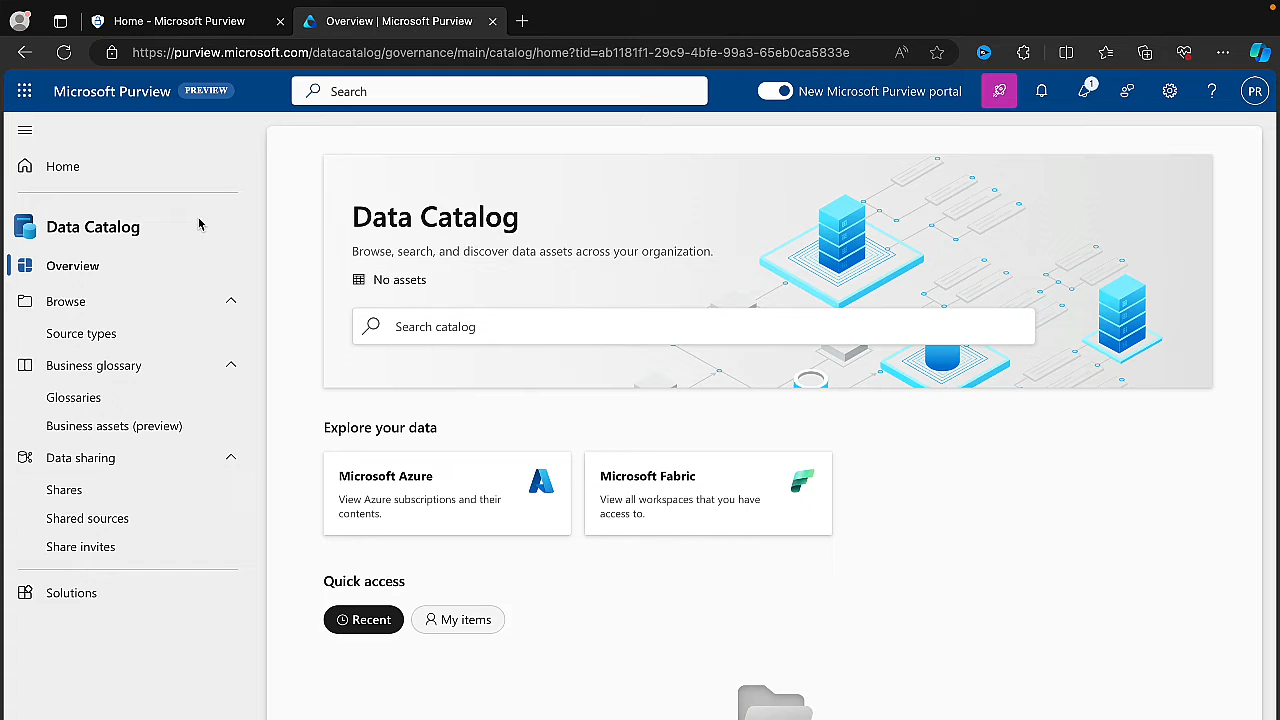 Home - Microsoft Purview
Overview | Microsoft Purview
https://purview.microsoft.com/datacatalog/governance/main/catalog/home?tid=ab1181f1-29c9-4bfe-99a3-65eb0ca5833e
Microsoft Purview PREVIEW
Search
New Microsoft Purview portal
1
?
PR
Home
Data Catalog
Overview
Browse
Source types
Business glossary
Glossaries
Business assets (preview)
Data sharing
Shares
Shared sources
Share invites
Solutions
Data Catalog
Browse, search, and discover data assets across your organization.
No assets
Search catalog
Explore your data
Microsoft Azure
View Azure subscriptions and their
contents.
Microsoft Fabric
View all workspaces that you have
access to.
Quick access
Recent
My items